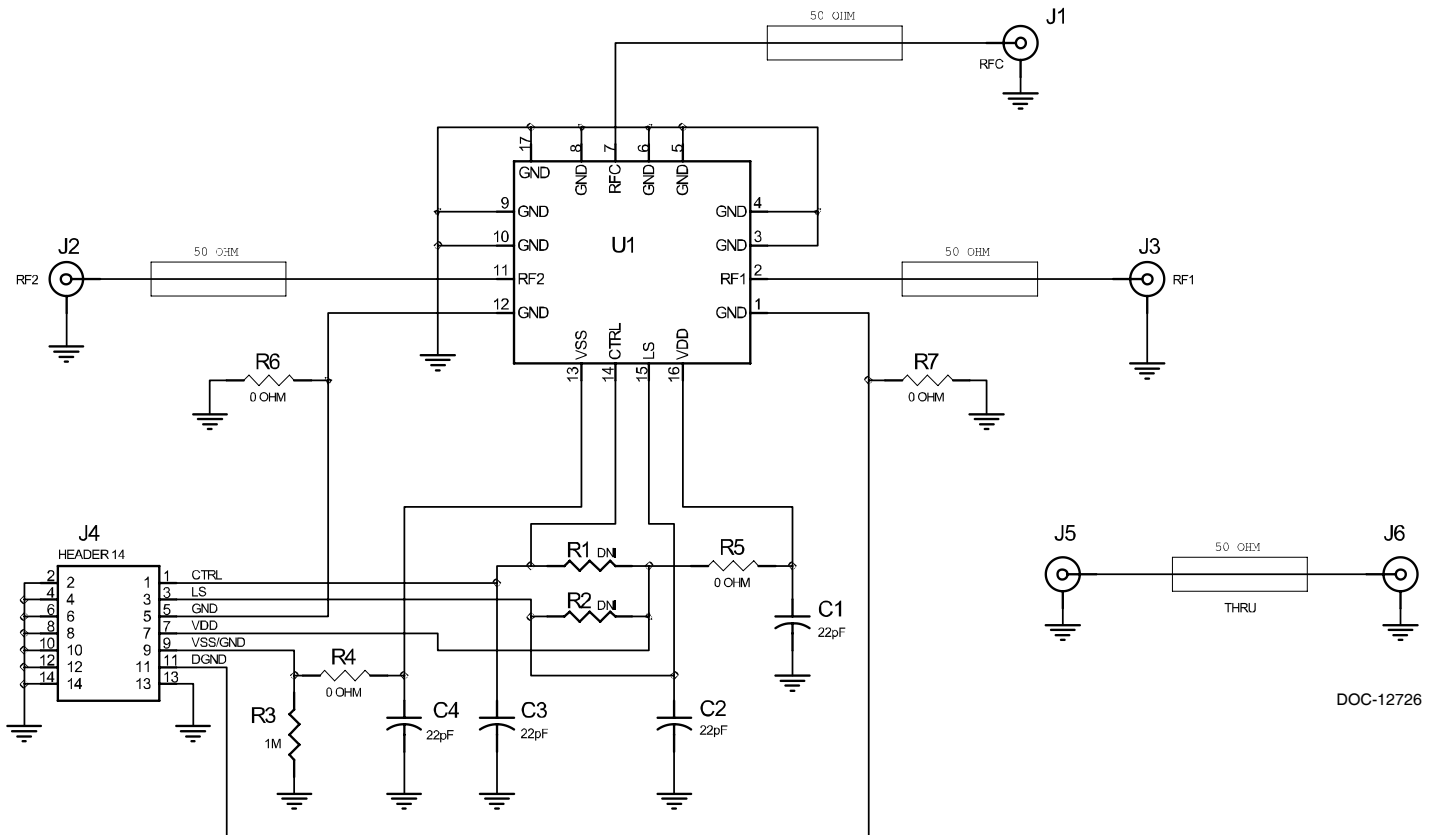 50 OHM
J1
RFC
17
8
7
6
5
GND
GND
RFC
GND
GND
9
GND
GND
4
10
GND
U1
GND
3
J2
50 OHM
RF2
11
RF2
RF1
2
50 OHM
J3
RF1
12
GND
GND
1
VSS
CTRL
LS
VDD
13
14
15
16
R6
0 OHM
R7
0 OHM
J4
HEADER 14
2
2
1
1
CTRL
4
4
3
3
LS
6
6
5
5
GND
8
8
7
7
VDD
10
10
9
9
VSS/GND
12
12
11
11
DGND
14
14
13
13
R1 DNI
R2 DNI
R5
0 OHM
C1
22pF
R4
0 OHM
R3
1M
C4
22pF
C3
22pF
C2
22pF
J5
50 OHM
J6
THRU
DOC-12726